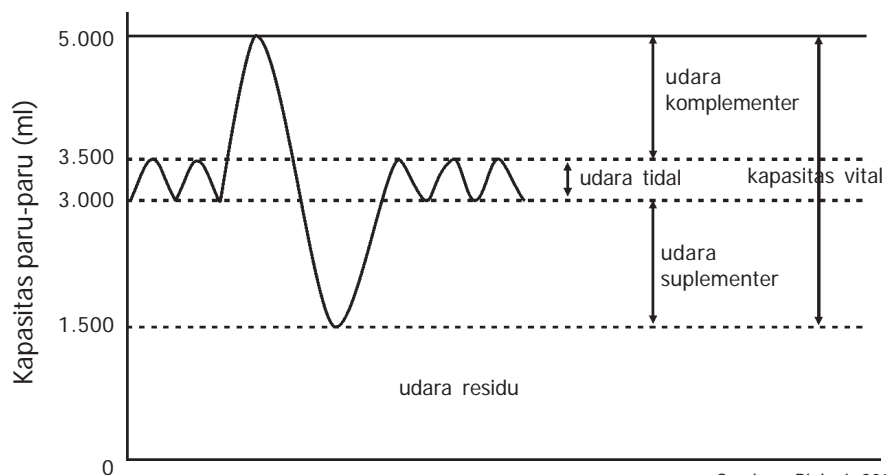 5.000
udara
komplementer
Kapasitas paru-paru (ml)
3.500
udara tidal
kapasitas vital
3.000
udara
suplementer
1.500
udara residu
0